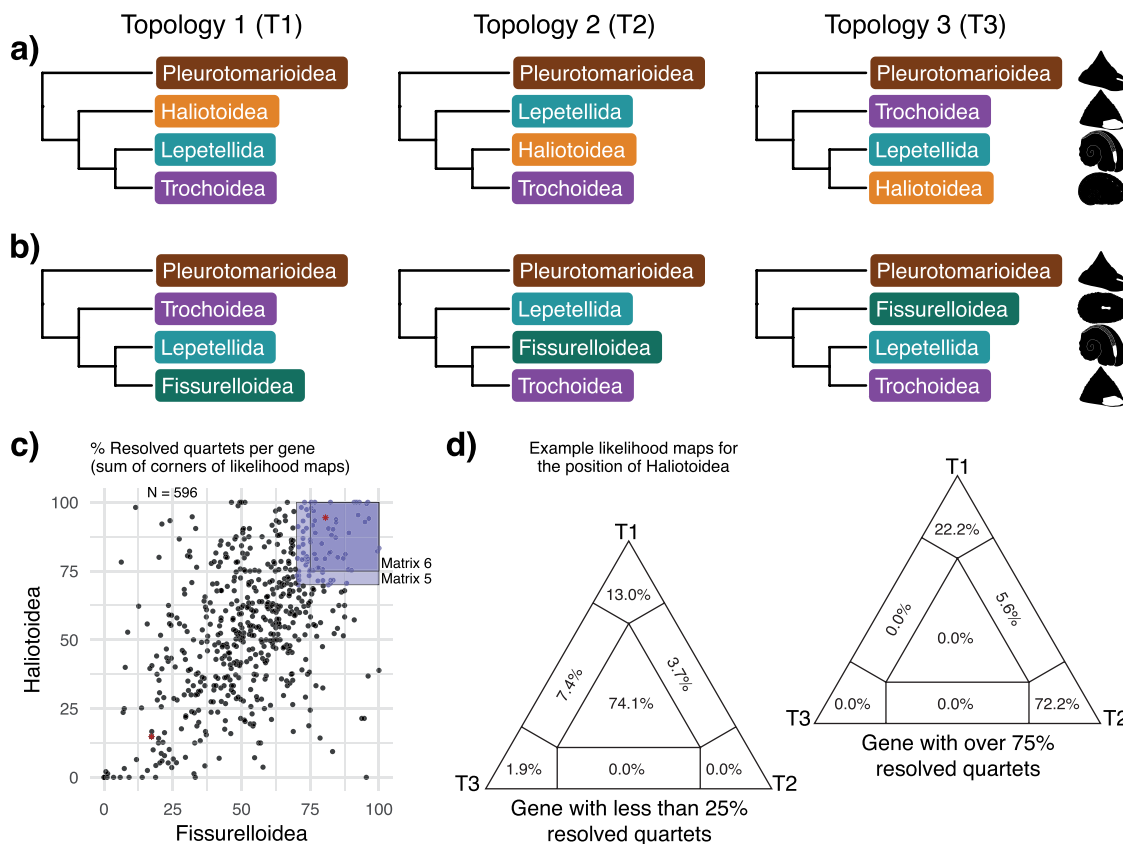 Topology 1 (T1)
Topology 2 (T2)
Topology 3 (T3)
a)
Pleurotomarioidea
Haliotoidea
Lepetellida
Trochoidea
Pleurotomarioidea
Lepetellida
Haliotoidea
Trochoidea
Pleurotomarioidea
Trochoidea
Lepetellida
Haliotoidea
b)
Pleurotomarioidea
Trochoidea
Lepetellida
Fissurelloidea
Pleurotomarioidea
Lepetellida
Fissurelloidea
Trochoidea
Pleurotomarioidea
Fissurelloidea
Lepetellida
Trochoidea
c)
% Resolved quartets per gene
(sum of corners of likelihood maps)
N = 596
100
75
50
25
0
Haliotoidea
Matrix 6
Matrix 5
0
25
50
75
100
Fissurelloidea
d)
Example likelihood maps for
the position of Haliotoidea
T1
13.0%
7.4%
3.7%
74.1%
1.9%
0.0%
0.0%
T3
T2
Gene with less than 25%
resolved quartets
T1
22.2%
0.0%
5.6%
0.0%
0.0%
0.0%
72.2%
T3
T2
Gene with over 75%
resolved quartets